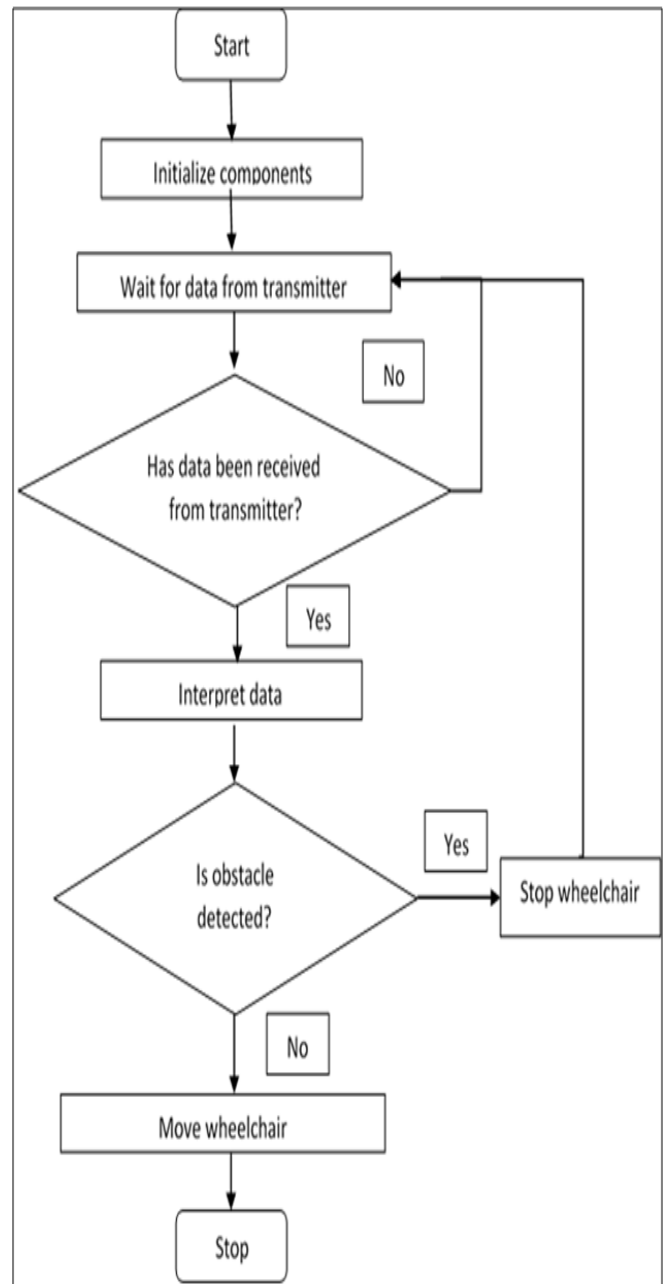 Start
Initialize components
Wait for data from transmitter
No
Has data been received
from transmitter?
Yes
Interpret data
Is obstacle
detected?
Yes
Stop wheelchair
No
Move wheelchair
Stop